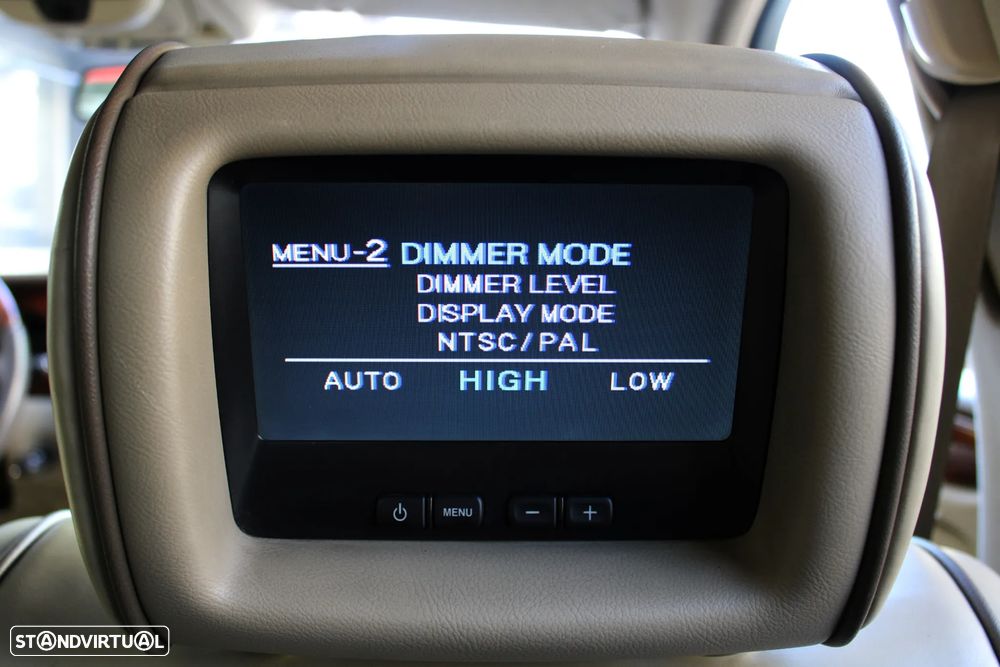 MENU-2 DIMMER MODE
DIMMER LEVEL
DISPLAY MODE
NTSC/PAL
AUTO HIGH LOW
MENU − +
STANDVIRTUAL